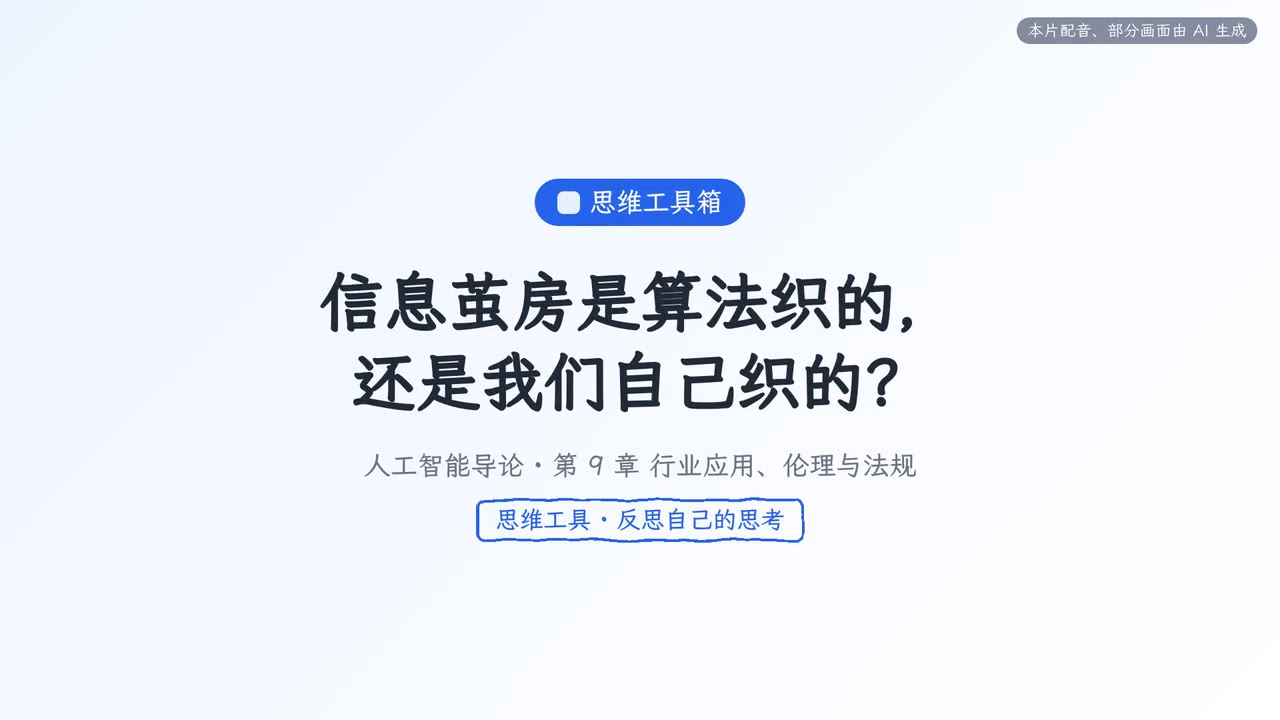 本片配音、部分画面由 AI 生成
思维工具箱
信息茧房是算法织的，
还是我们自己织的？
人工智能导论·第 9 章 行业应用、伦理与法规
思维工具·反思自己的思考